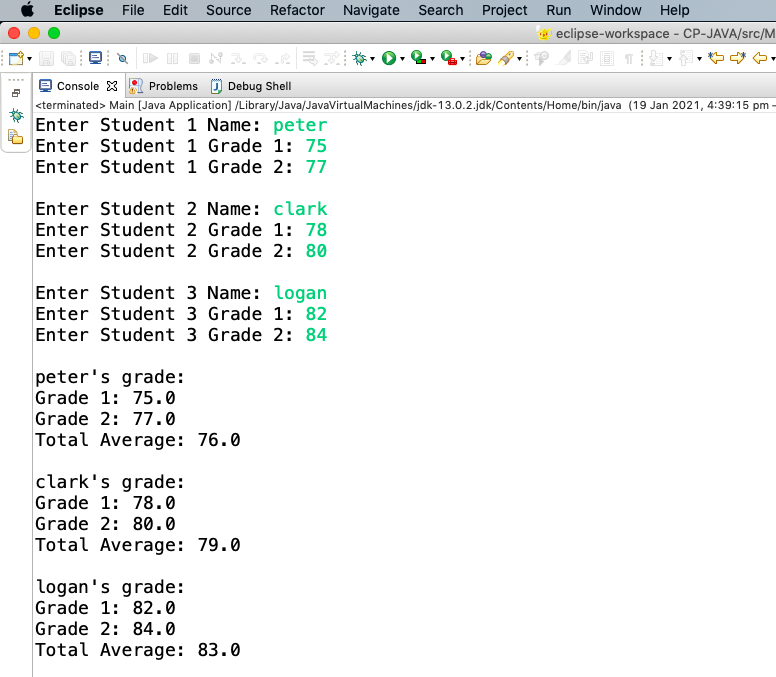 Eclipse File Edit Source Refactor Navigate Search Project Run Window Help
eclipse-workspace - CP-JAVA/src/M
Console Problems Debug Shell
<terminated> Main [Java Application] /Library/Java/JavaVirtualMachines/jdk-13.0.2.jdk/Contents/Home/bin/java (19 Jan 2021, 4:39:15 pm –
Enter Student 1 Name: peter
Enter Student 1 Grade 1: 75
Enter Student 1 Grade 2: 77

Enter Student 2 Name: clark
Enter Student 2 Grade 1: 78
Enter Student 2 Grade 2: 80

Enter Student 3 Name: logan
Enter Student 3 Grade 1: 82
Enter Student 3 Grade 2: 84

peter's grade:
Grade 1: 75.0
Grade 2: 77.0
Total Average: 76.0

clark's grade:
Grade 1: 78.0
Grade 2: 80.0
Total Average: 79.0

logan's grade:
Grade 1: 82.0
Grade 2: 84.0
Total Average: 83.0